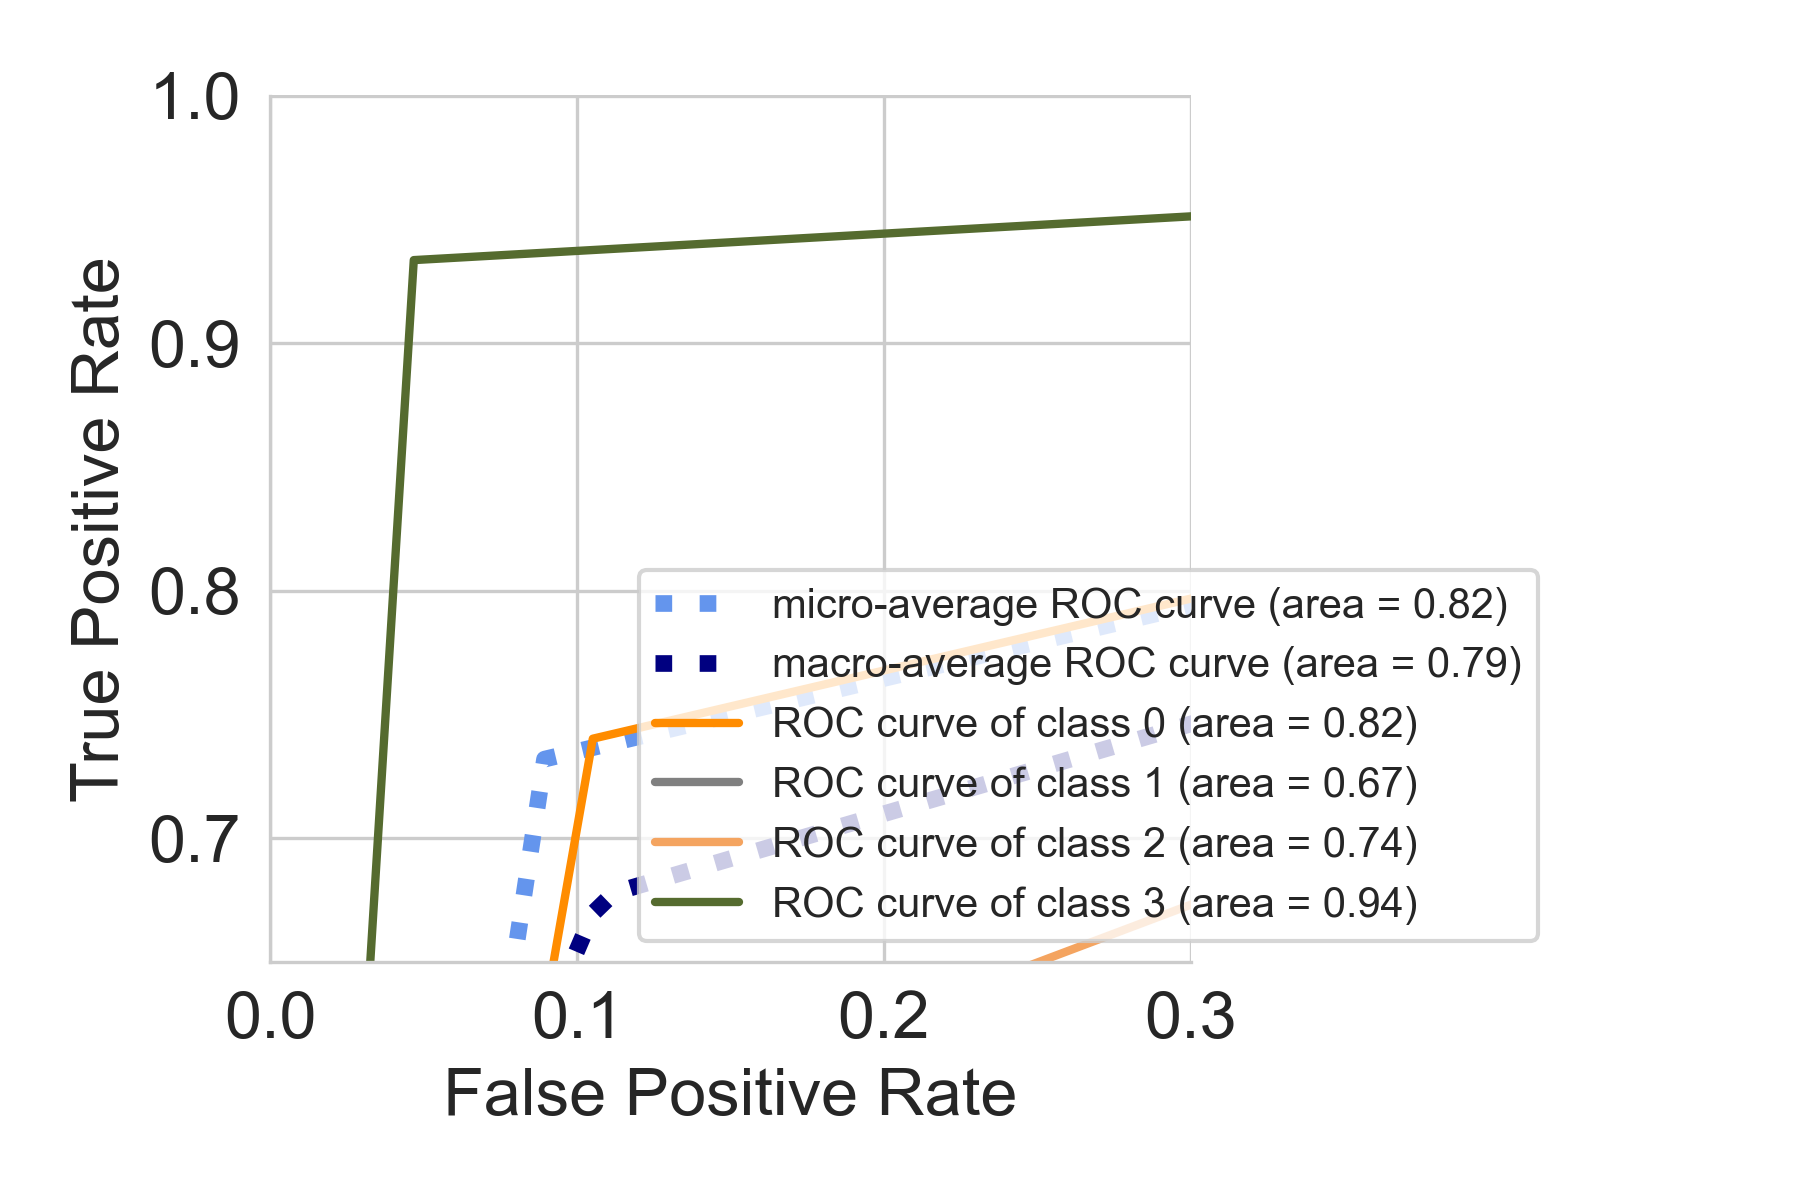 1.0
0.9
0.8
0.7
True Positive Rate
micro-average ROC curve (area = 0.82)
macro-average ROC curve (area = 0.79)
ROC curve of class 0 (area = 0.82)
ROC curve of class 1 (area = 0.67)
ROC curve of class 2 (area = 0.74)
ROC curve of class 3 (area = 0.94)
0.0 0.1 0.2 0.3
False Positive Rate